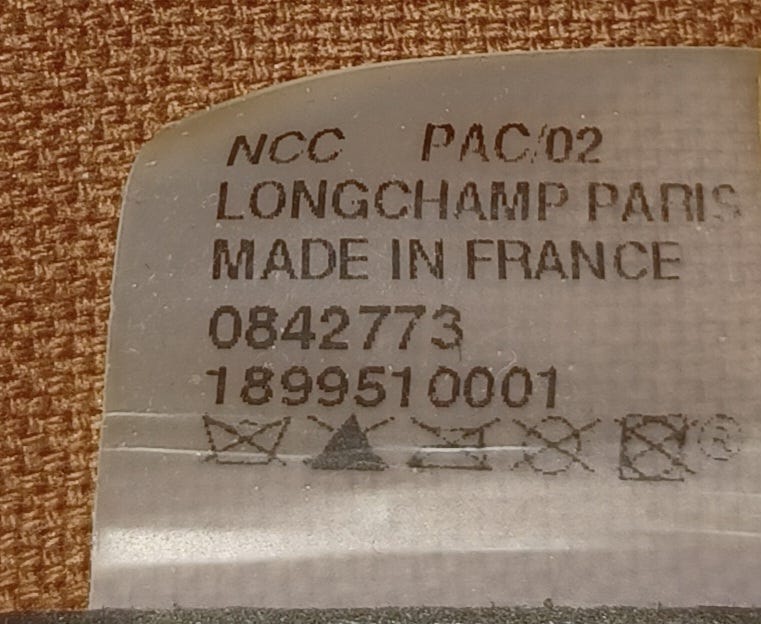 NCC PAC/02
LONGCHAMP PARIS
MADE IN FRANCE
0842773
1899510001
®